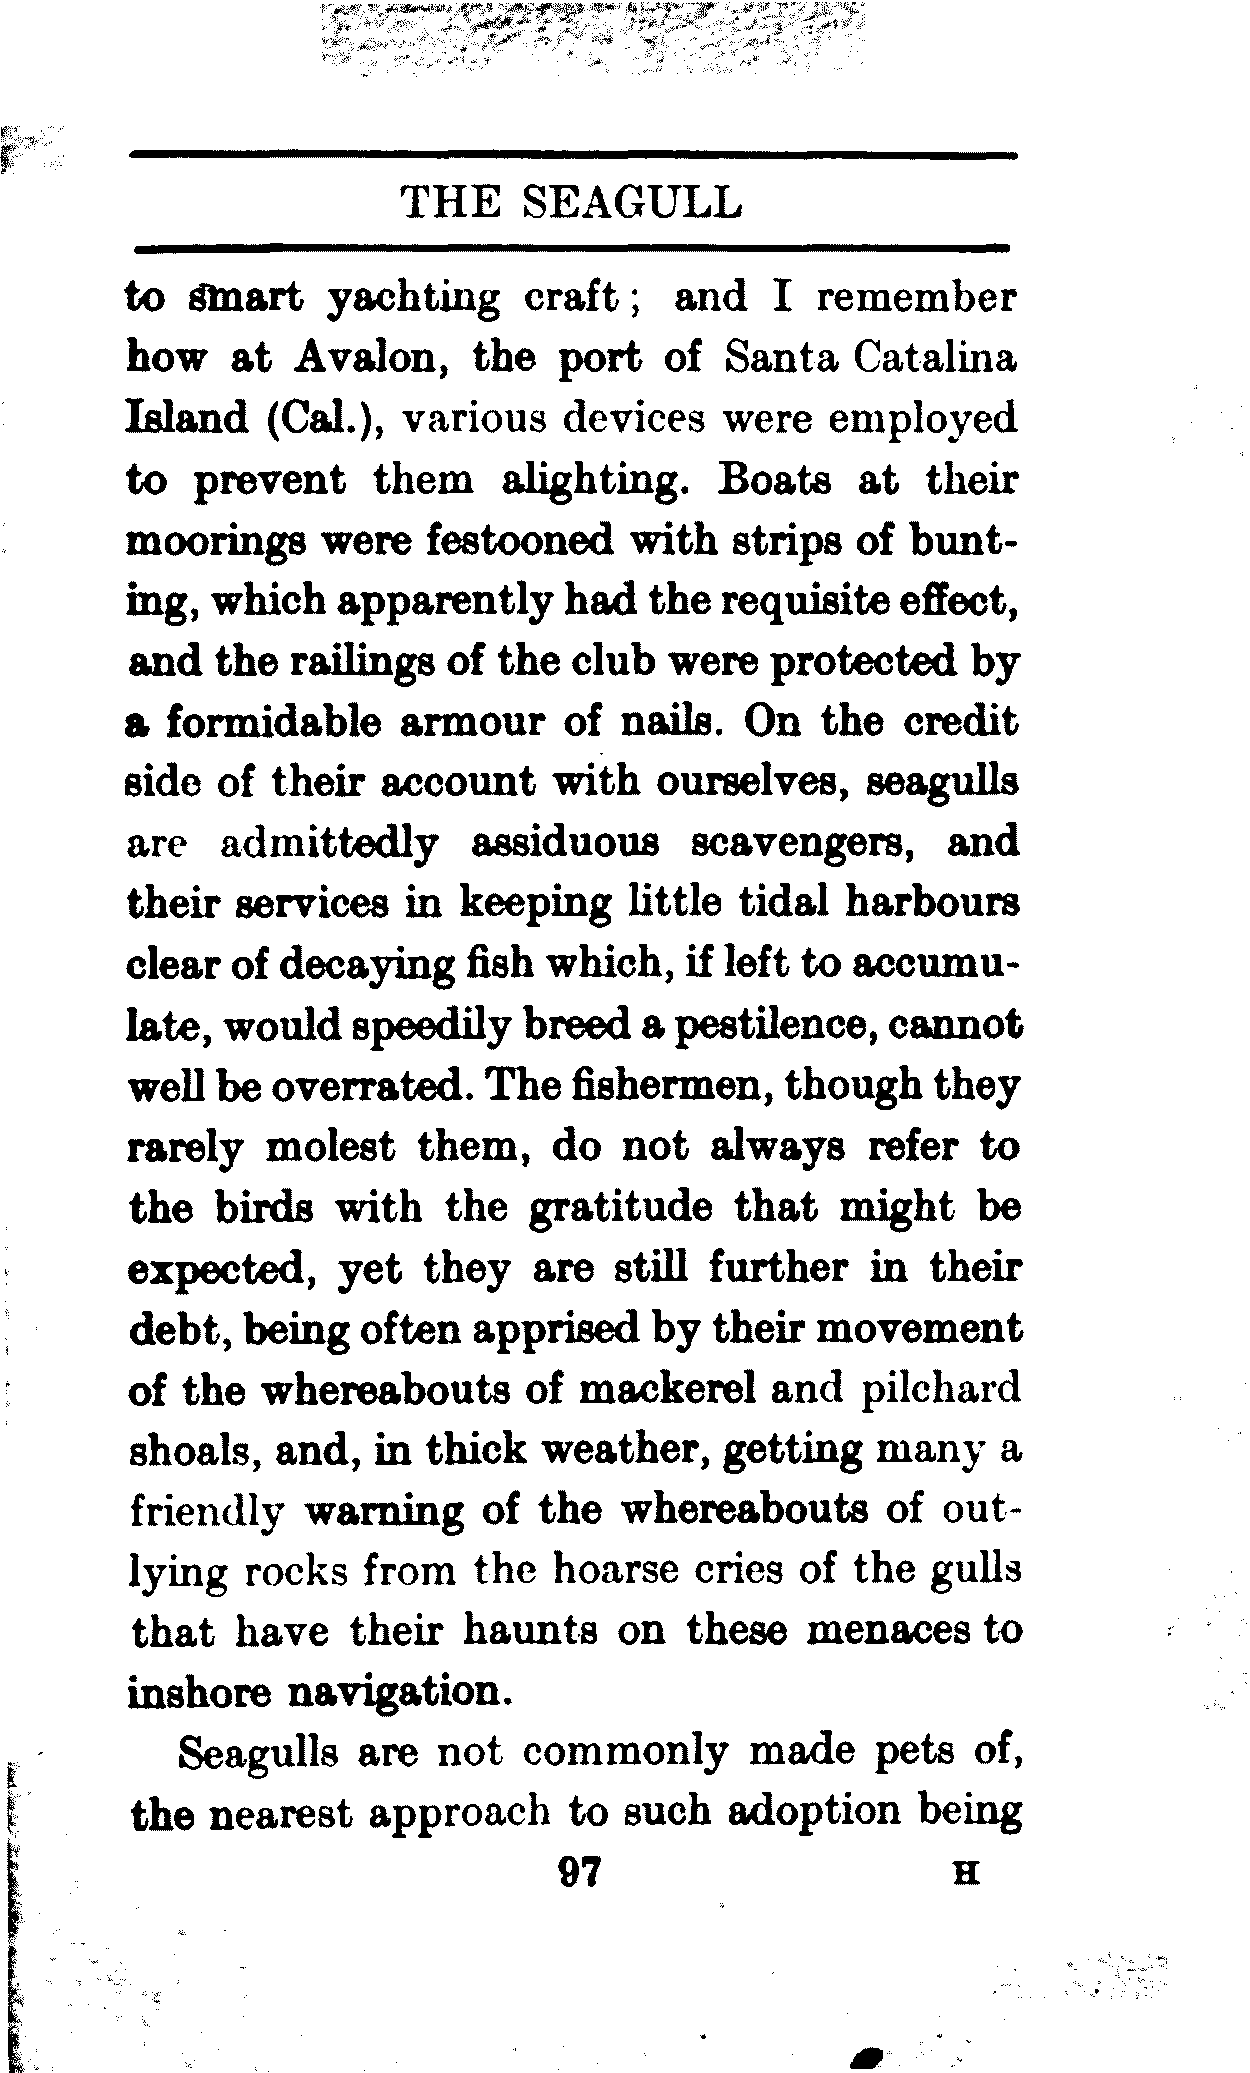 THE SEAGULL
to smart yachting craft; and I remember
how at Avalon, the port of Santa Catalina
Island (Cal.), various devices were employed
to prevent them alighting. Boats at their
moorings were festooned with strips of bunt-
ing, which apparently had the requisite effect,
and the railings of the club were protected by
a formidable armour of nails. On the credit
side of their account with ourselves, seagulls
are admittedly assiduous scavengers, and
their services in keeping little tidal harbours
clear of decaying fish which, if left to accumu-
late, would speedily breed a pestilence, cannot
well be overrated. The fishermen, though they
rarely molest them, do not always refer to
the birds with the gratitude that might be
expected, yet they are still further in their
debt, being often apprised by their movement
of the whereabouts of mackerel and pilchard
shoals, and, in thick weather, getting many a
friendly warning of the whereabouts of out-
lying rocks from the hoarse cries of the gulls
that have their haunts on these menaces to
inshore navigation.
Seagulls are not commonly made pets of,
the nearest approach to such adoption being
97 H